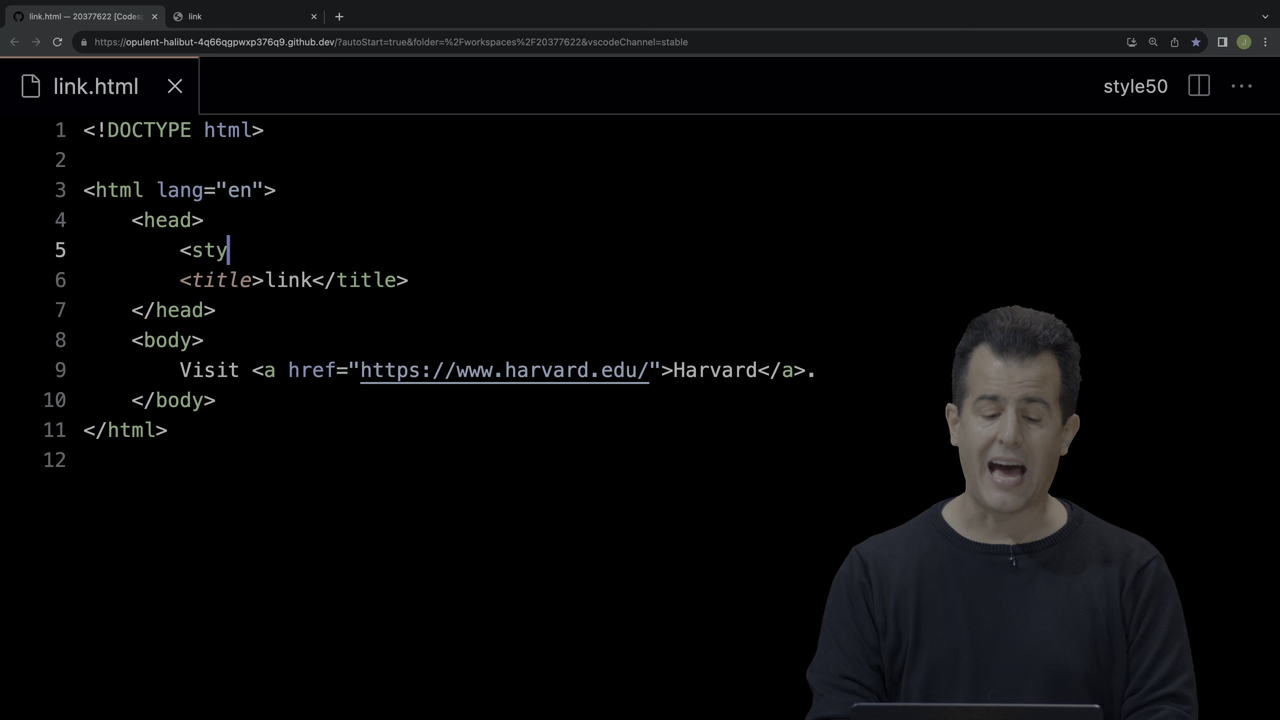 link.html — 20377622 [Codesp
link
https://opulent-halibut-4q66qgpwxp376q9.github.dev/?autoStart=true&folder=%2Fworkspaces%2F20377622&vscodeChannel=stable
J
link.html
style50
1 <!DOCTYPE html>
2
3 <html lang="en">
4 <head>
5 <sty
6 <title>link</title>
7 </head>
8 <body>
9 Visit <a href="https://www.harvard.edu/">Harvard</a>.
10 </body>
11 </html>
12